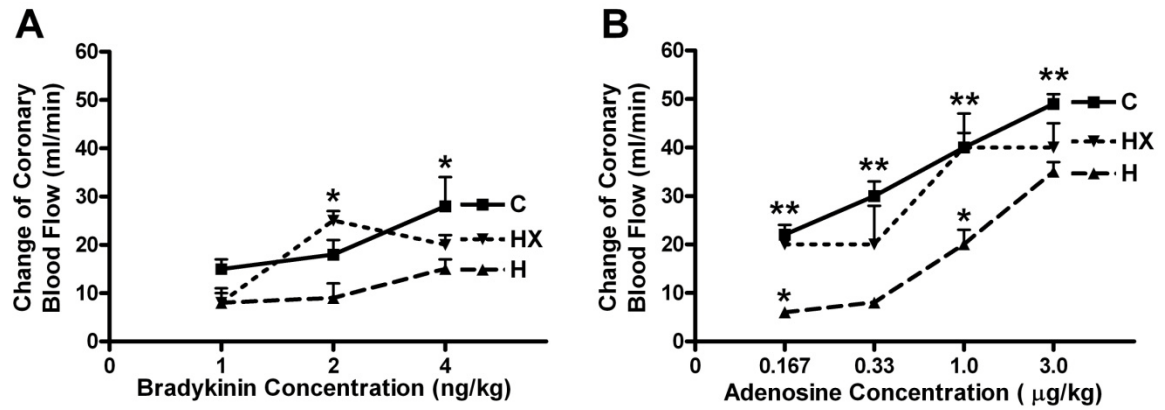 A
Change of Coronary
Blood Flow (ml/min)
60
50
40
30
20
10
0
*
*
C
HX
H
0
1
2
4
Bradykinin Concentration (ng/kg)
B
Change of Coronary
Blood Flow (ml/min)
60
50
40
30
20
10
0
**
**
**
**
*
*
C
HX
H
0
0.167
0.33
1.0
3.0
Adenosine Concentration ( μg/kg)